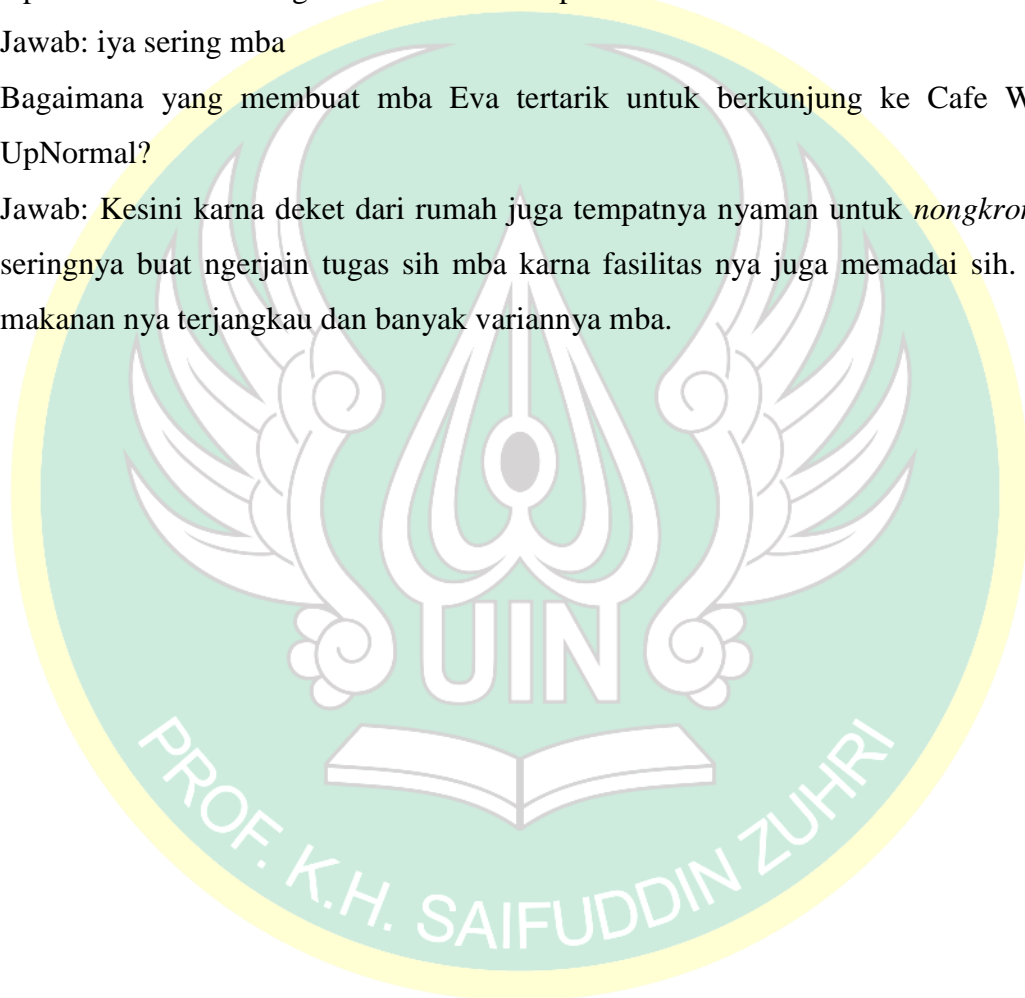 Jawab: iya sering mba
Bagaimana yang membuat mba Eva tertarik untuk berkunjung ke Cafe W
UpNormal?
Jawab: Kesini karna deket dari rumah juga tempatnya nyaman untuk nongkron
seringnya buat ngerjain tugas sih mba karna fasilitas nya juga memadai sih.
makanan nya terjangkau dan banyak variannya mba.
UIN
PROF. K.H. SAIFUDDIN ZUHRI